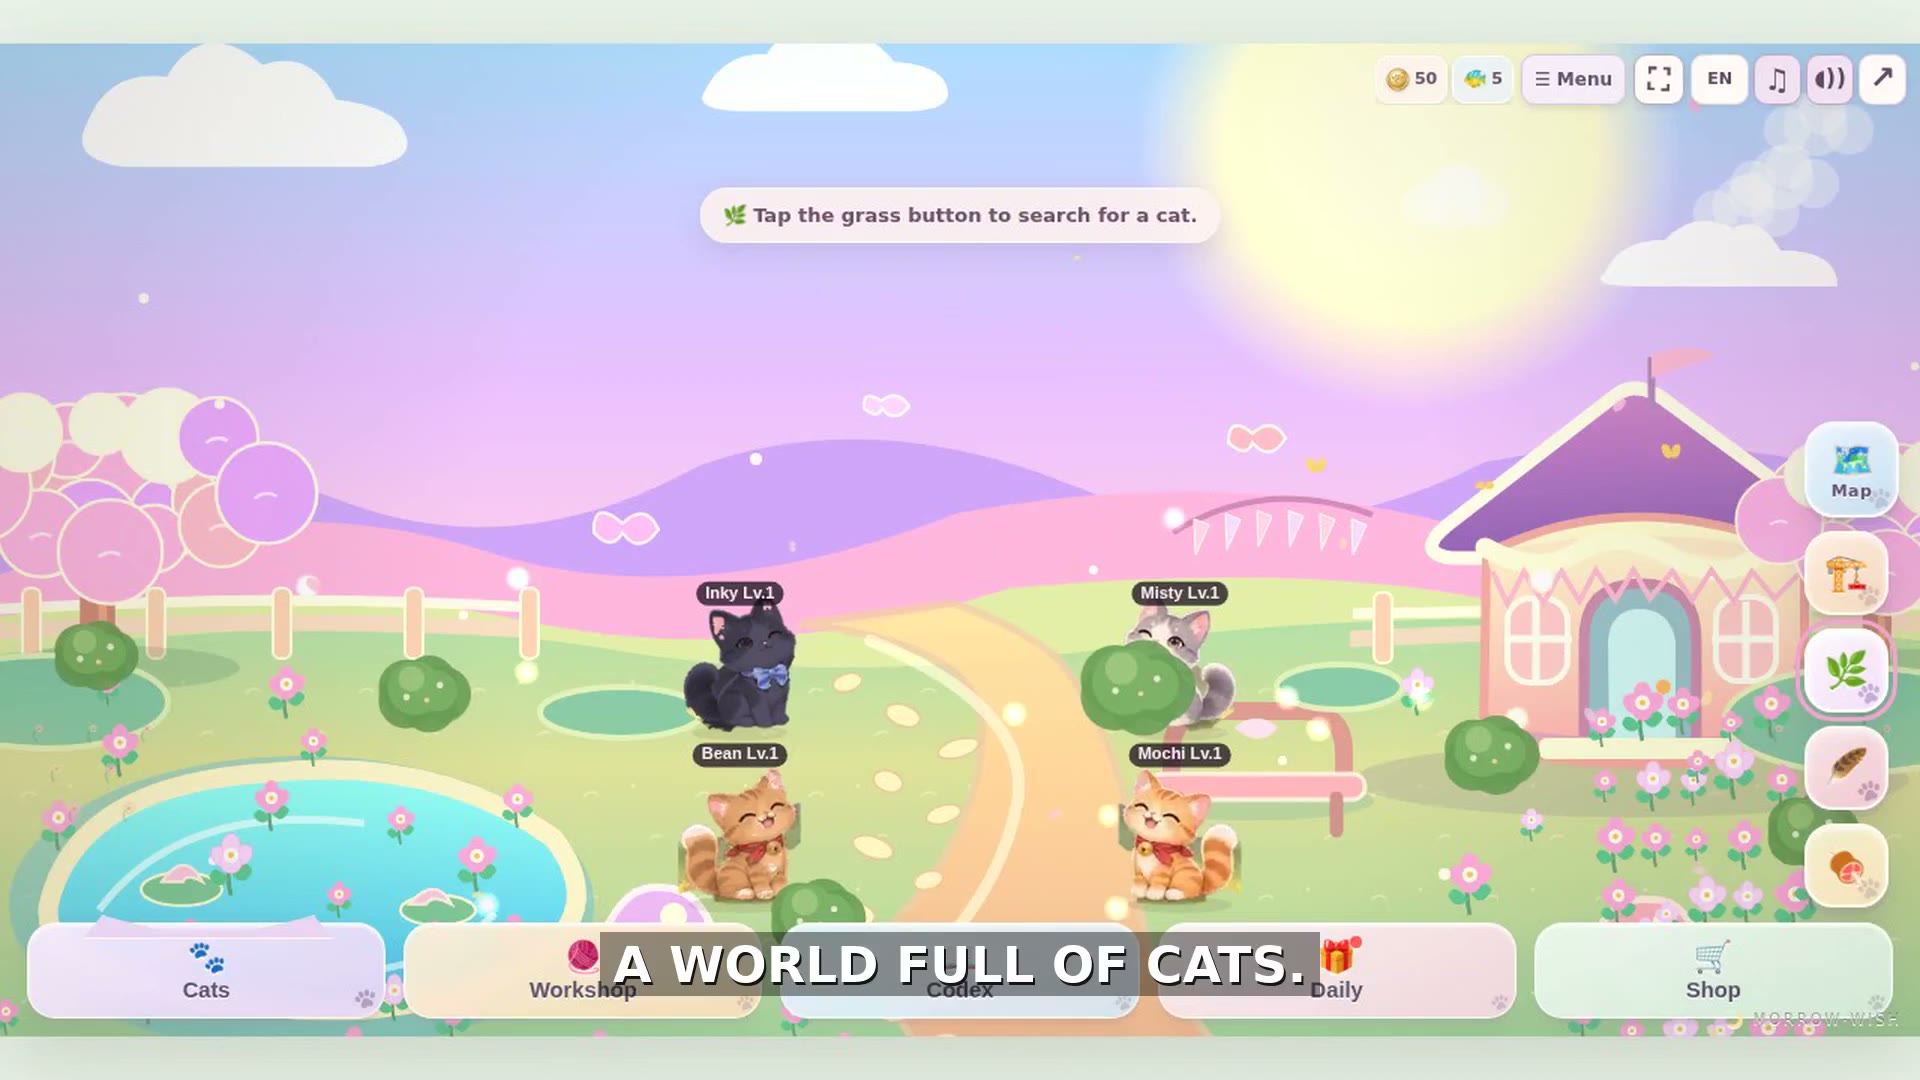 50
5
☰ Menu
EN
Tap the grass button to search for a cat.
Map
Inky Lv.1
Misty Lv.1
Bean Lv.1
Mochi Lv.1
A WORLD FULL OF CATS.
Cats
Workshop
Codex
Daily
Shop
MORROW-WISH